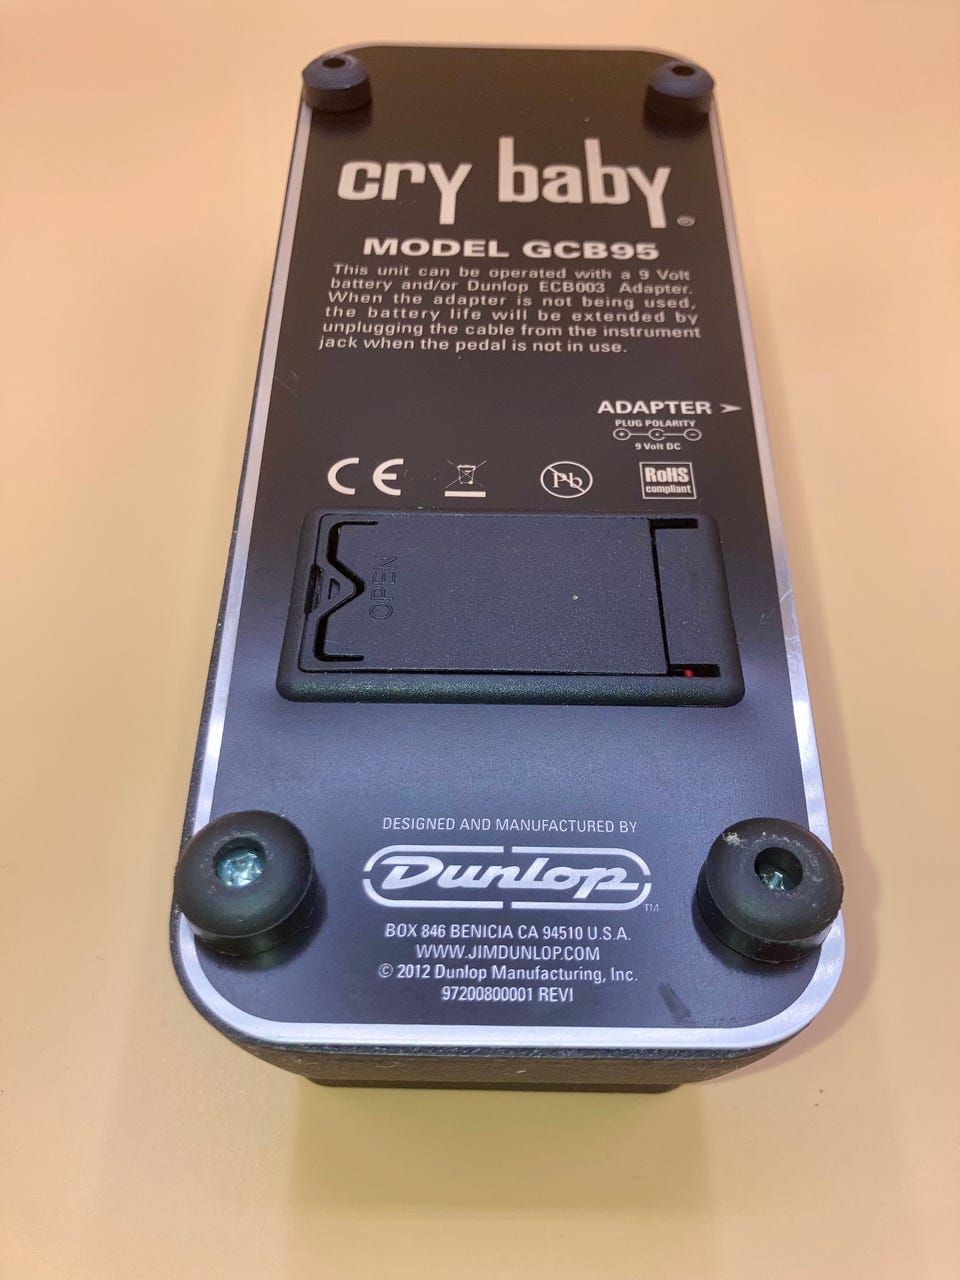 cry baby®
MODEL GCB95
This unit can be operated with a 9 Volt
battery and/or Dunlop ECB003 Adapter.
When the adapter is not being used,
the battery life will be extended by
unplugging the cable from the instrument
jack when the pedal is not in use.
ADAPTER
PLUG POLARITY
9 Volt DC
CE
Pb
RoHS
compliant
OPEN
DESIGNED AND MANUFACTURED BY
Dunlop™
BOX 846 BENICIA CA 94510 U.S.A.
WWW.JIMDUNLOP.COM
© 2012 Dunlop Manufacturing, Inc.
97200800001 REVI